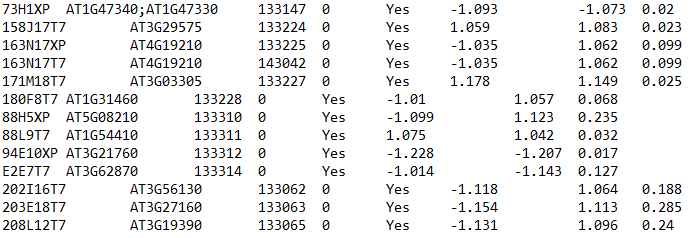 73H1XP AT1G47340;AT1G47330 133147 0 Yes -1.093 -1.073 0.02
158J17T7 AT3G29575 133224 0 Yes 1.059 1.083 0.023
163N17XP AT4G19210 133225 0 Yes -1.035 1.062 0.099
163N17T7 AT4G19210 143042 0 Yes -1.035 1.062 0.099
171M18T7 AT3G03305 133227 0 Yes 1.178 1.149 0.025
180F8T7 AT1G31460 133228 0 Yes -1.01 1.057 0.068
88H5XP AT5G08210 133310 0 Yes -1.099 1.123 0.235
88L9T7 AT1G54410 133311 0 Yes 1.075 1.042 0.032
94E10XP AT3G21760 133312 0 Yes -1.228 -1.207 0.017
E2E7T7 AT3G62870 133314 0 Yes -1.014 -1.143 0.127
202I16T7 AT3G56130 133062 0 Yes -1.118 1.064 0.188
203E18T7 AT3G27160 133063 0 Yes -1.154 1.113 0.285
208L12T7 AT3G19390 133065 0 Yes -1.131 1.096 0.24